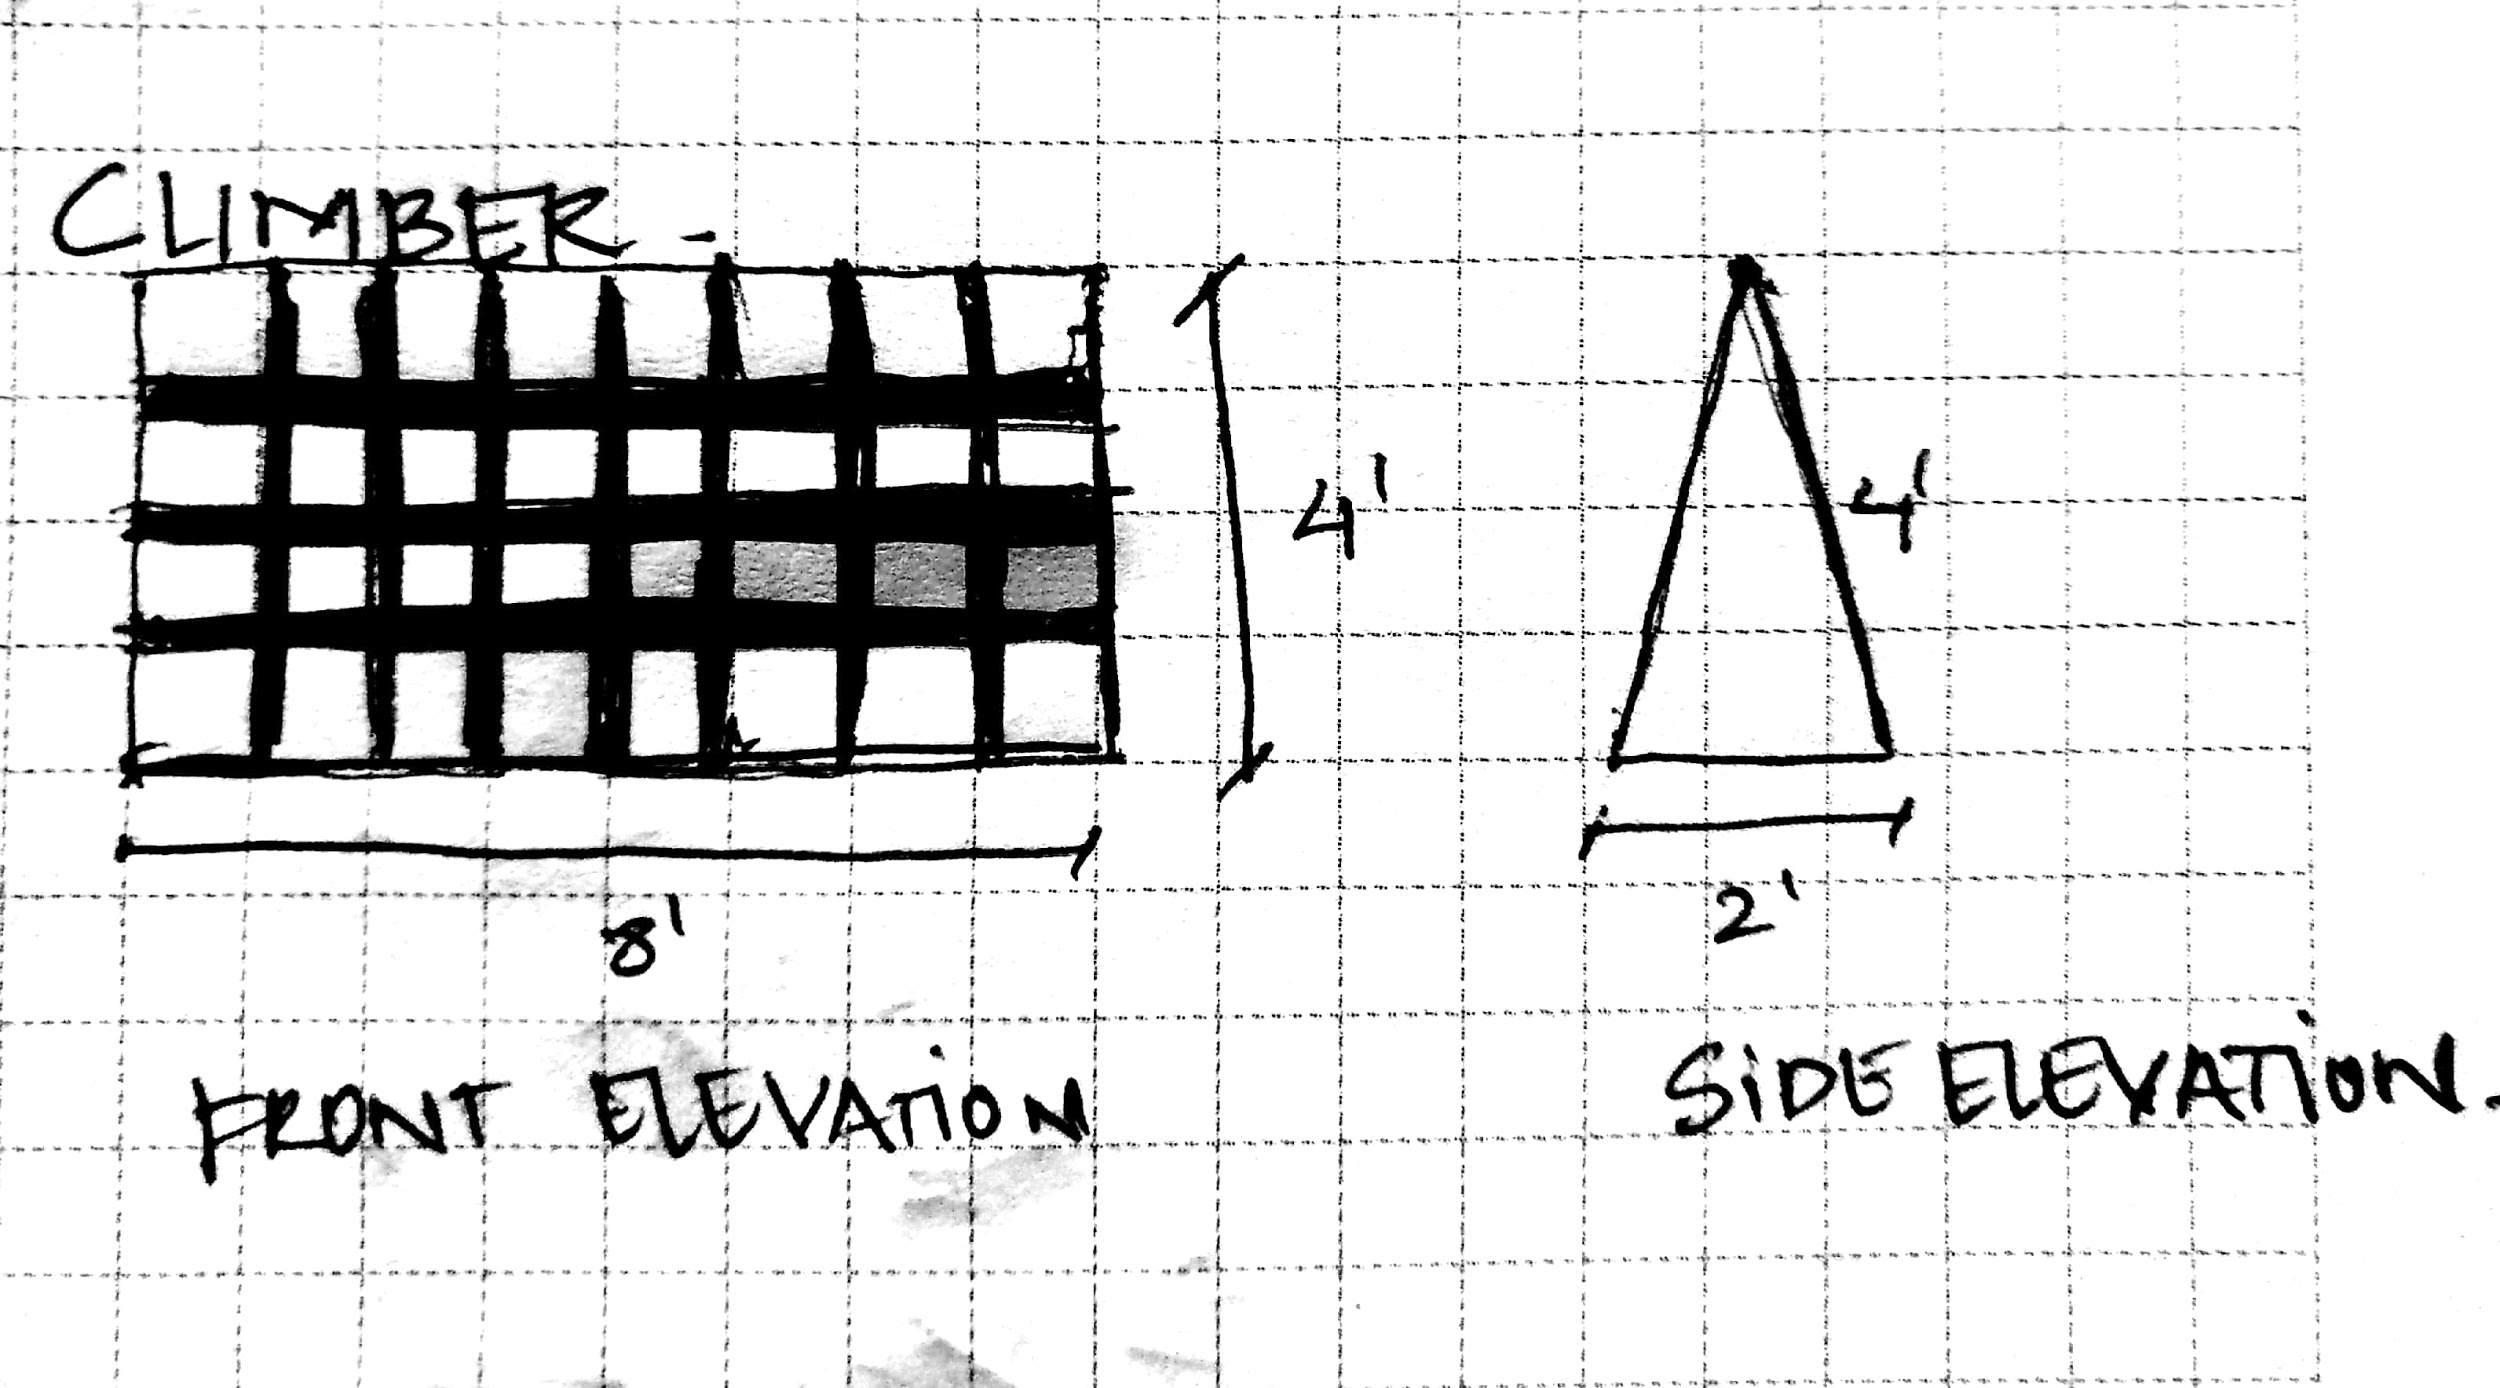 CLIMBER -
4'
4'
8'
2'
FRONT ELEVATION
SIDE ELEVATION.